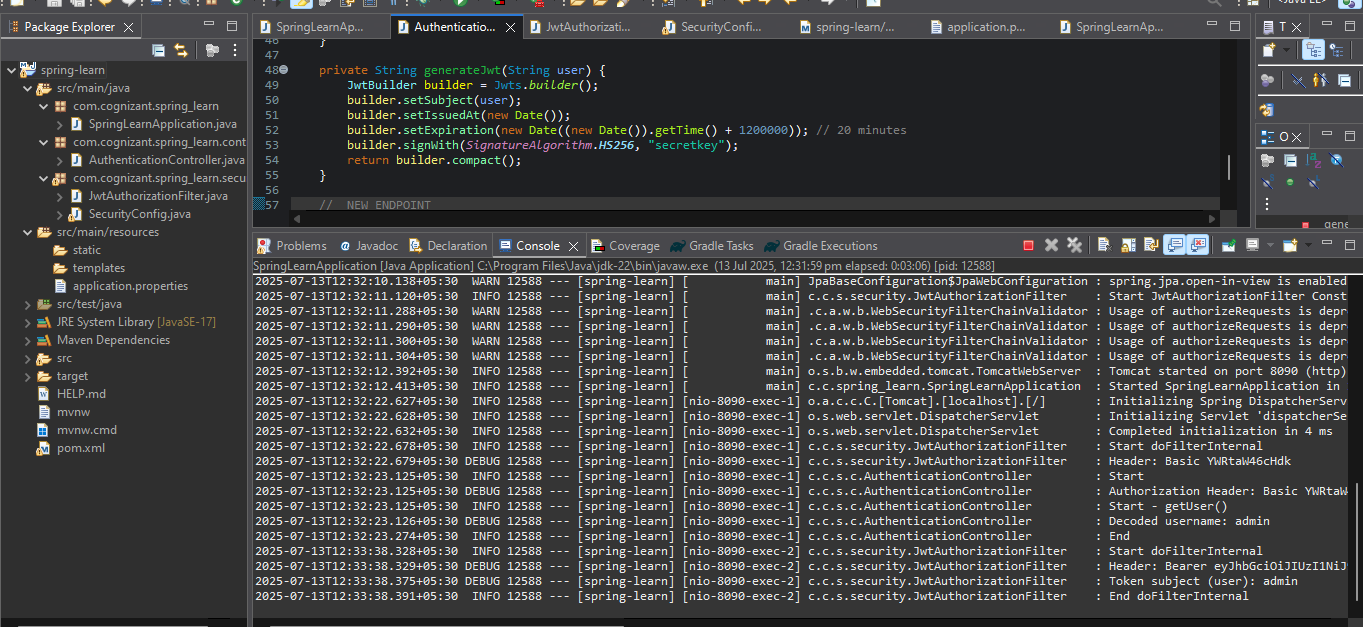 Package Explorer
spring-learn
src/main/java
com.cognizant.spring_learn
SpringLearnApplication.java
com.cognizant.spring_learn.cont
AuthenticationController.java
com.cognizant.spring_learn.secu
JwtAuthorizationFilter.java
SecurityConfig.java
src/main/resources
static
templates
application.properties
src/test/java
JRE System Library [JavaSE-17]
Maven Dependencies
src
target
HELP.md
mvnw
mvnw.cmd
pom.xml
SpringLearnAp... Authenticatio... JwtAuthorizati... SecurityConfi... spring-learn/... application.p... SpringLearnAp...
46 }
47
48 private String generateJwt(String user) {
49 JwtBuilder builder = Jwts.builder();
50 builder.setSubject(user);
51 builder.setIssuedAt(new Date());
52 builder.setExpiration(new Date((new Date()).getTime() + 1200000)); // 20 minutes
53 builder.signWith(SignatureAlgorithm.HS256, "secretkey");
54 return builder.compact();
55 }
56
57 // NEW ENDPOINT
T
O
gene
Problems Javadoc Declaration Console Coverage Gradle Tasks Gradle Executions
SpringLearnApplication [Java Application] C:\Program Files\Java\jdk-22\bin\javaw.exe (13 Jul 2025, 12:31:59 pm elapsed: 0:03:06) [pid: 12588]
2025-07-13T12:32:10.138+05:30 WARN 12588 --- [spring-learn] [ main] JpaBaseConfiguration$JpaWebConfiguration : spring.jpa.open-in-view is enabled
2025-07-13T12:32:11.120+05:30 INFO 12588 --- [spring-learn] [ main] c.c.s.security.JwtAuthorizationFilter : Start JwtAuthorizationFilter Const
2025-07-13T12:32:11.288+05:30 WARN 12588 --- [spring-learn] [ main] .c.a.w.b.WebSecurityFilterChainValidator : Usage of authorizeRequests is depr
2025-07-13T12:32:11.290+05:30 WARN 12588 --- [spring-learn] [ main] .c.a.w.b.WebSecurityFilterChainValidator : Usage of authorizeRequests is depr
2025-07-13T12:32:11.300+05:30 WARN 12588 --- [spring-learn] [ main] .c.a.w.b.WebSecurityFilterChainValidator : Usage of authorizeRequests is depr
2025-07-13T12:32:11.304+05:30 WARN 12588 --- [spring-learn] [ main] .c.a.w.b.WebSecurityFilterChainValidator : Usage of authorizeRequests is depr
2025-07-13T12:32:12.392+05:30 INFO 12588 --- [spring-learn] [ main] o.s.b.w.embedded.tomcat.TomcatWebServer : Tomcat started on port 8090 (http)
2025-07-13T12:32:12.413+05:30 INFO 12588 --- [spring-learn] [ main] c.c.spring_learn.SpringLearnApplication : Started SpringLearnApplication in
2025-07-13T12:32:22.627+05:30 INFO 12588 --- [spring-learn] [nio-8090-exec-1] o.a.c.c.C.[Tomcat].[localhost].[/] : Initializing Spring DispatcherServ
2025-07-13T12:32:22.628+05:30 INFO 12588 --- [spring-learn] [nio-8090-exec-1] o.s.web.servlet.DispatcherServlet : Initializing Servlet 'dispatcherSe
2025-07-13T12:32:22.632+05:30 INFO 12588 --- [spring-learn] [nio-8090-exec-1] o.s.web.servlet.DispatcherServlet : Completed initialization in 4 ms
2025-07-13T12:32:22.678+05:30 INFO 12588 --- [spring-learn] [nio-8090-exec-1] c.c.s.security.JwtAuthorizationFilter : Start doFilterInternal
2025-07-13T12:32:22.679+05:30 DEBUG 12588 --- [spring-learn] [nio-8090-exec-1] c.c.s.security.JwtAuthorizationFilter : Header: Basic YWRtaW46cHdk
2025-07-13T12:32:23.125+05:30 INFO 12588 --- [spring-learn] [nio-8090-exec-1] c.c.s.c.AuthenticationController : Start
2025-07-13T12:32:23.125+05:30 DEBUG 12588 --- [spring-learn] [nio-8090-exec-1] c.c.s.c.AuthenticationController : Authorization Header: Basic YWRtaW
2025-07-13T12:32:23.125+05:30 INFO 12588 --- [spring-learn] [nio-8090-exec-1] c.c.s.c.AuthenticationController : Start - getUser()
2025-07-13T12:32:23.126+05:30 DEBUG 12588 --- [spring-learn] [nio-8090-exec-1] c.c.s.c.AuthenticationController : Decoded username: admin
2025-07-13T12:32:23.274+05:30 INFO 12588 --- [spring-learn] [nio-8090-exec-1] c.c.s.c.AuthenticationController : End
2025-07-13T12:33:38.328+05:30 INFO 12588 --- [spring-learn] [nio-8090-exec-2] c.c.s.security.JwtAuthorizationFilter : Start doFilterInternal
2025-07-13T12:33:38.329+05:30 DEBUG 12588 --- [spring-learn] [nio-8090-exec-2] c.c.s.security.JwtAuthorizationFilter : Header: Bearer eyJhbGciOiJIUzI1NiJ
2025-07-13T12:33:38.375+05:30 DEBUG 12588 --- [spring-learn] [nio-8090-exec-2] c.c.s.security.JwtAuthorizationFilter : Token subject (user): admin
2025-07-13T12:33:38.391+05:30 INFO 12588 --- [spring-learn] [nio-8090-exec-2] c.c.s.security.JwtAuthorizationFilter : End doFilterInternal